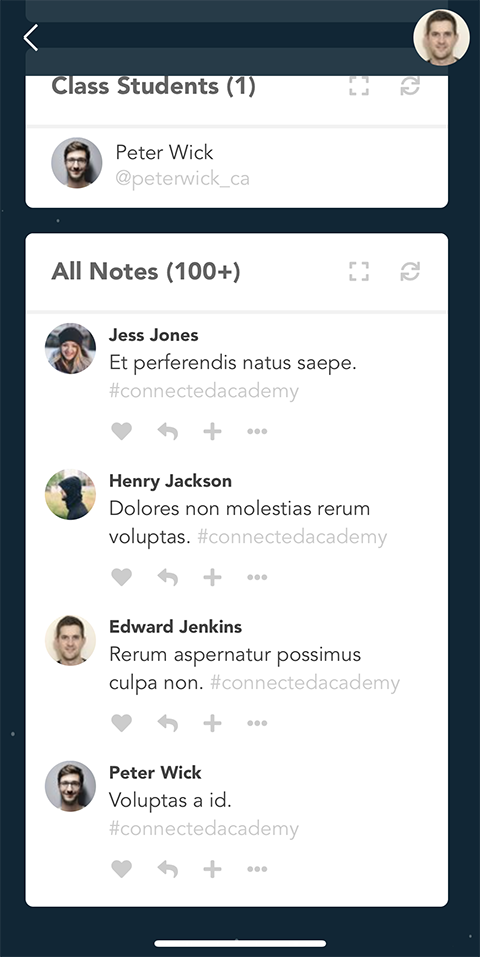 Class Students (1)
Peter Wick
@peterwick_ca
All Notes (100+)
Jess Jones
Et perferendis natus saepe.
#connectedacademy
Henry Jackson
Dolores non molestias rerum
voluptas. #connectedacademy
Edward Jenkins
Rerum aspernatur possimus
culpa non. #connectedacademy
Peter Wick
Voluptas a id.
#connectedacademy